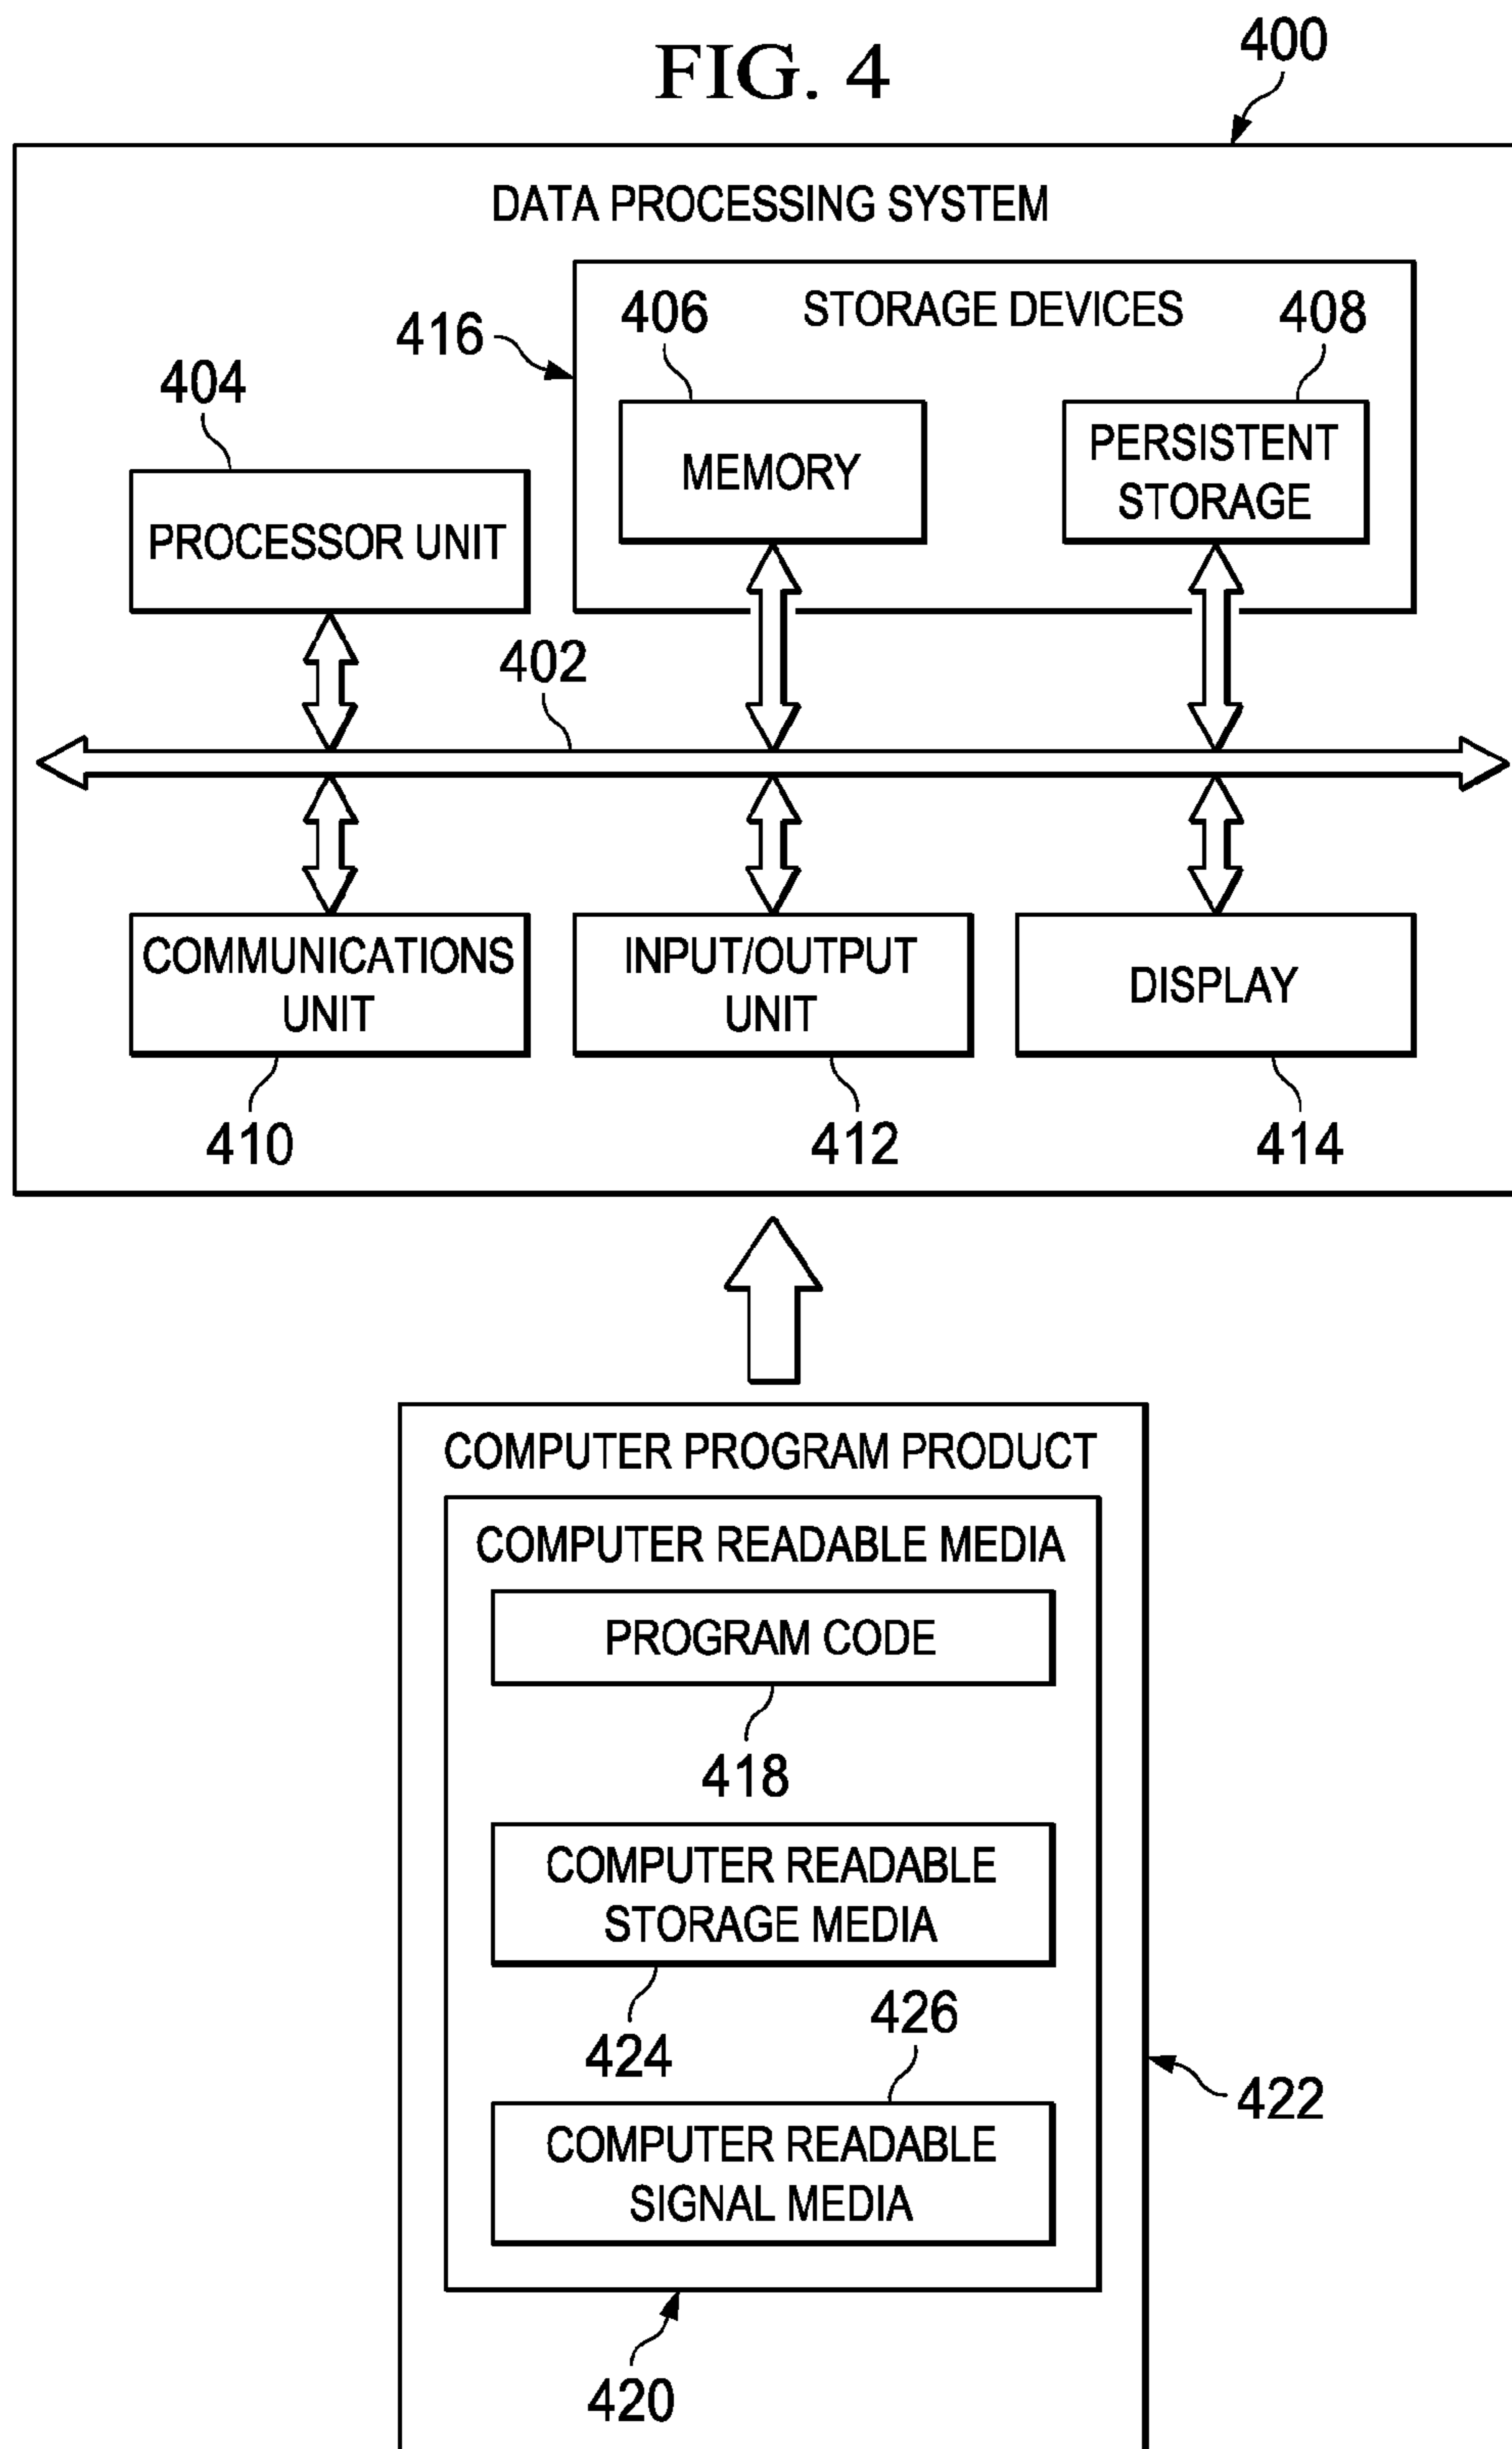 FIG. 4
400
DATA PROCESSING SYSTEM
STORAGE DEVICES
416
406
408
404
MEMORY
PERSISTENT
STORAGE
PROCESSOR UNIT
402
COMMUNICATIONS
UNIT
INPUT/OUTPUT
UNIT
DISPLAY
410
412
414
COMPUTER PROGRAM PRODUCT
COMPUTER READABLE MEDIA
PROGRAM CODE
418
COMPUTER READABLE
STORAGE MEDIA
424
426
COMPUTER READABLE
SIGNAL MEDIA
422
420